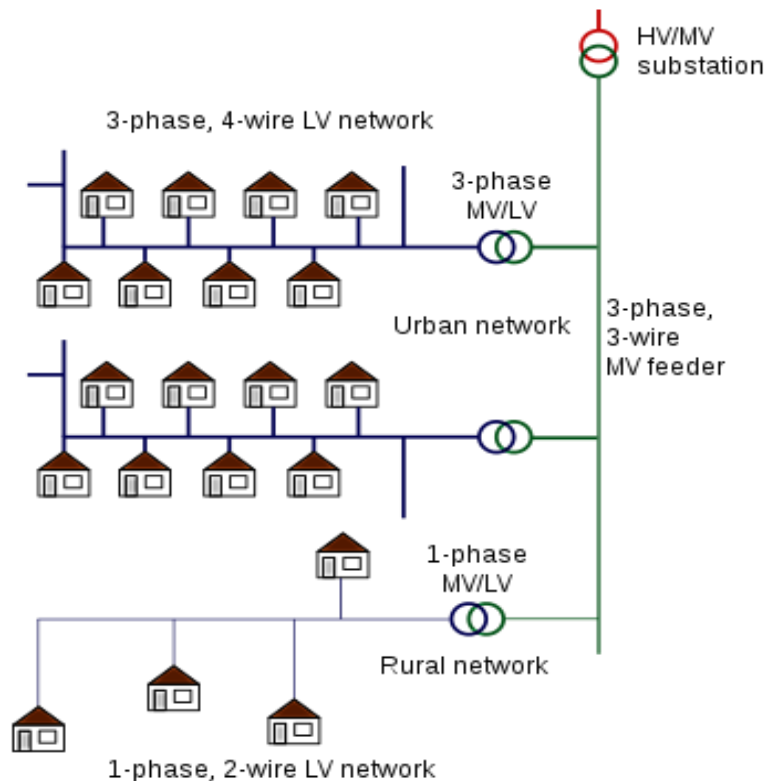 HV/MV
substation
3-phase, 4-wire LV network
3-phase
MV/LV
Urban network
3-phase,
3-wire
MV feeder
1-phase
MV/LV
Rural network
1-phase, 2-wire LV network